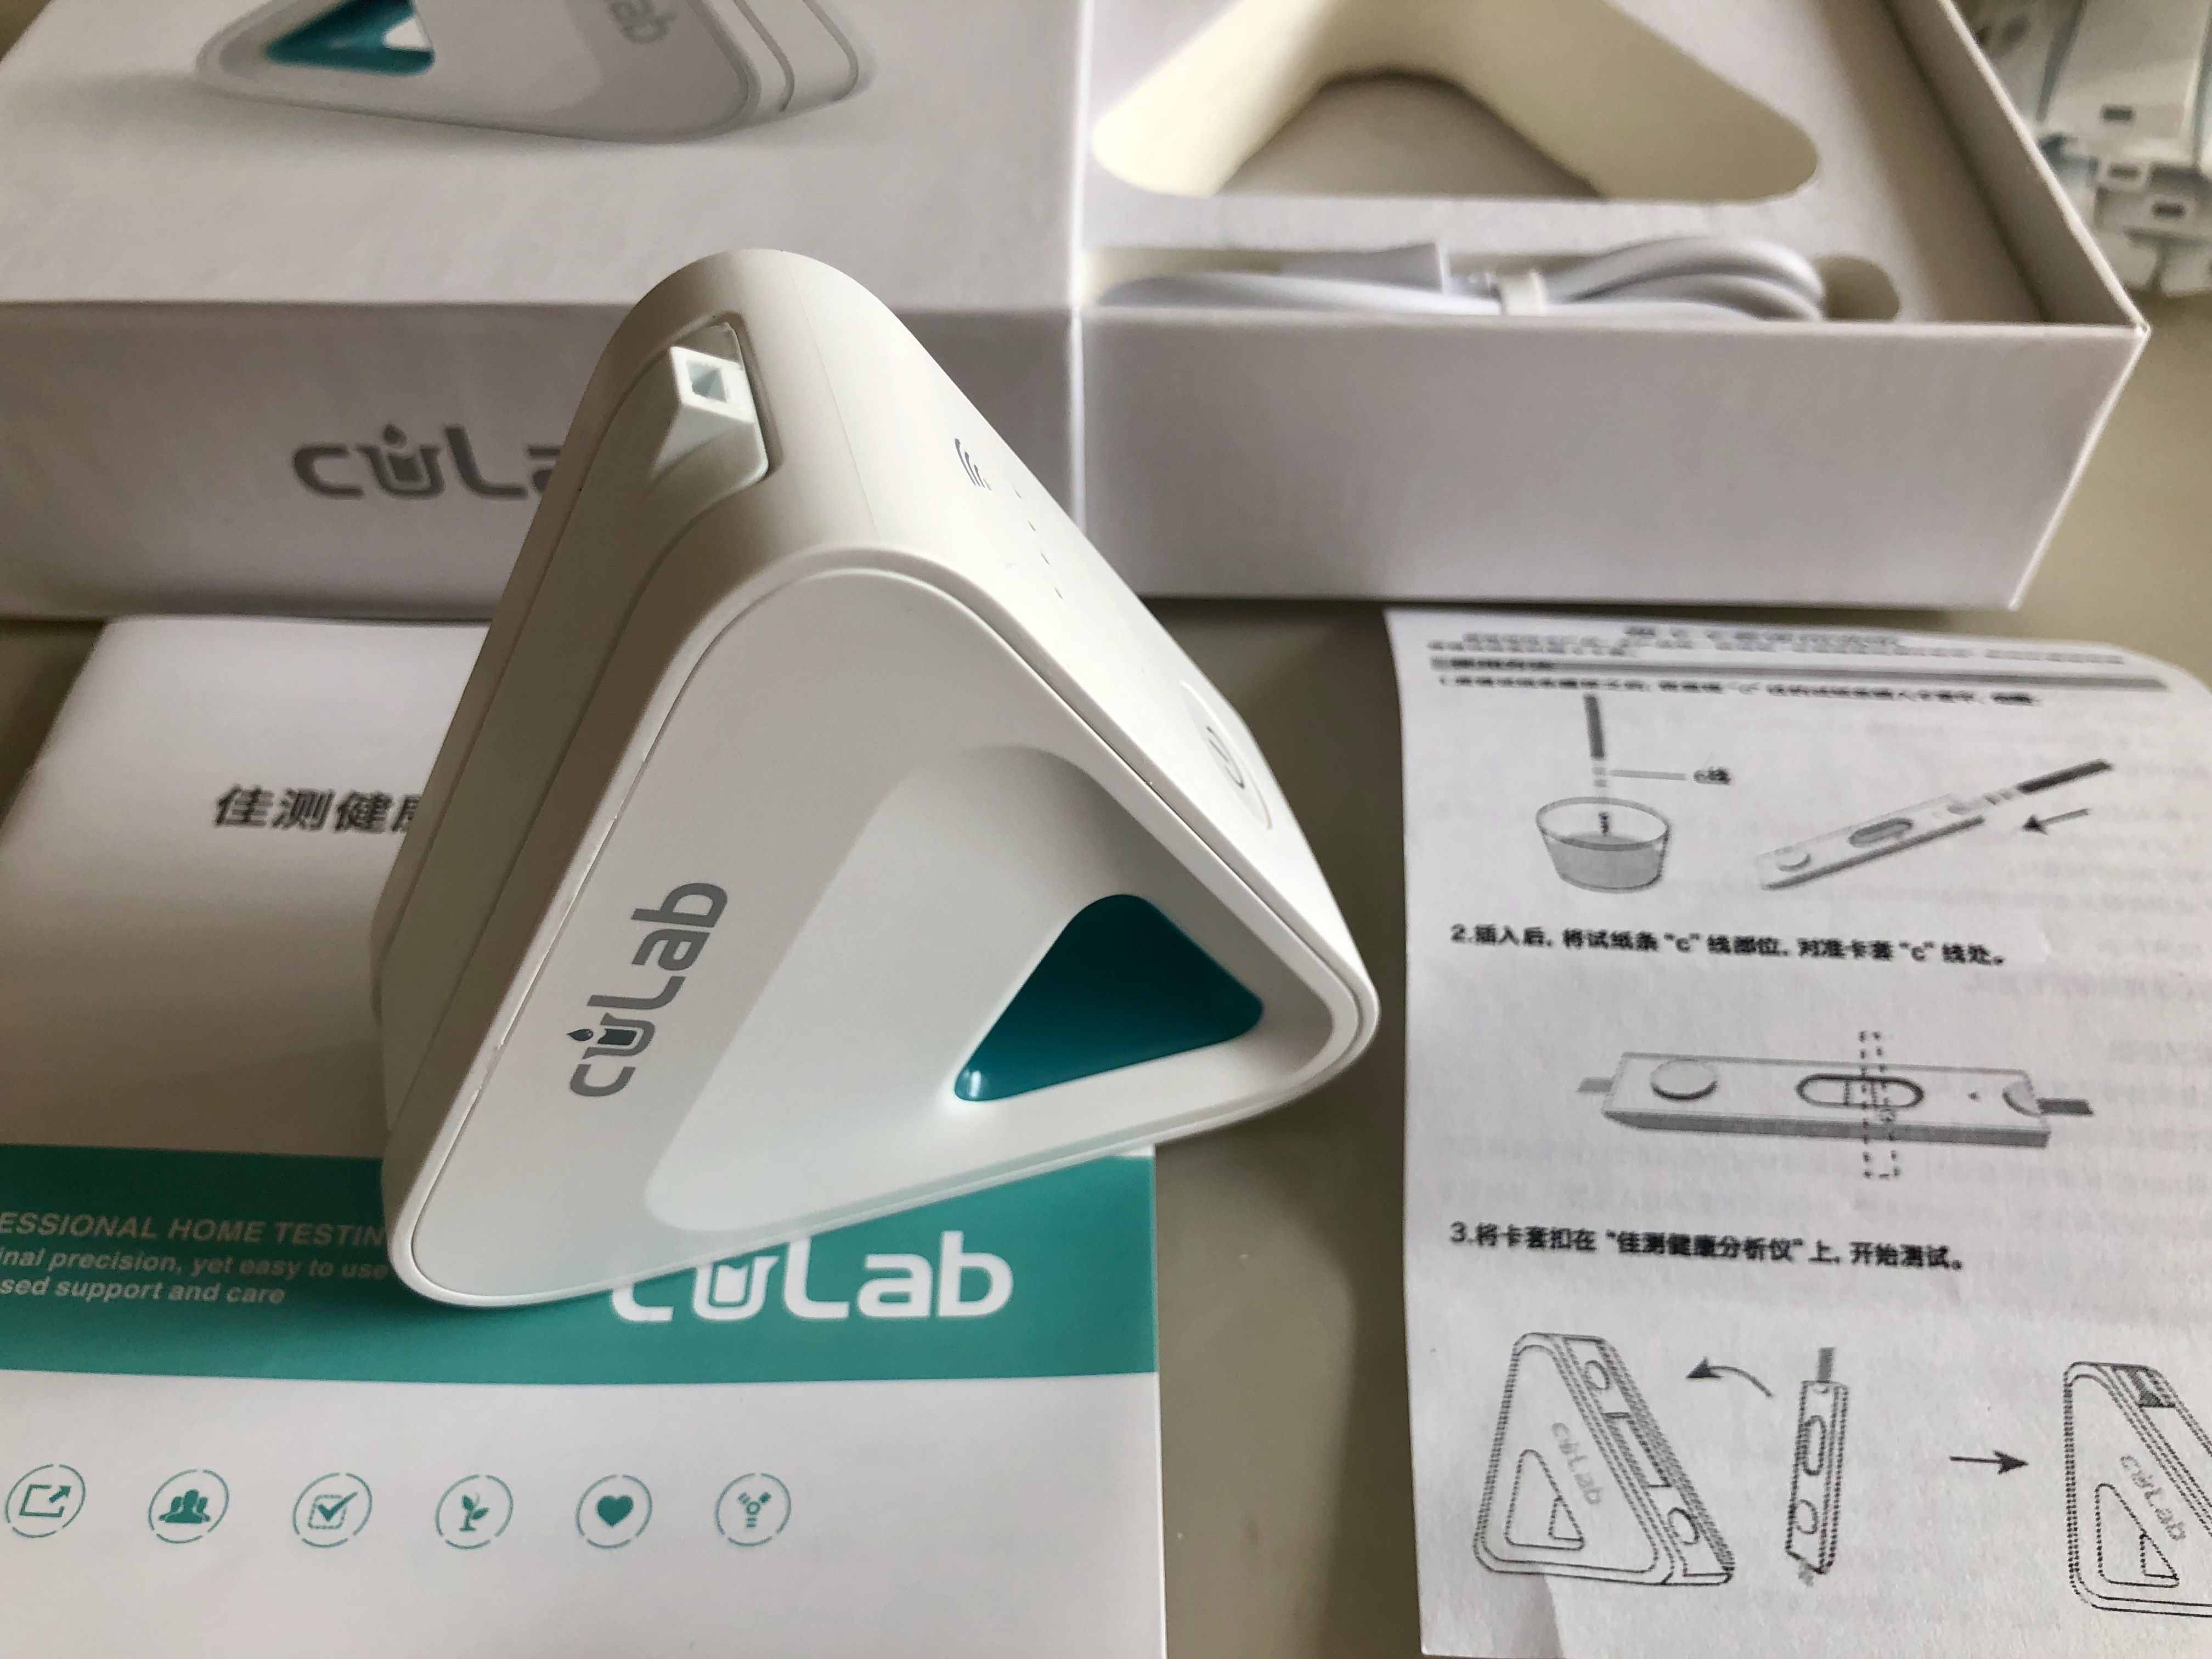 ab
cuLa
佳测健康
cuLab
ESSIONAL HOME TESTIN
inal precision, yet easy to use
sed support and care
cuLab
c线
2.插入后, 将试纸条 “c” 线部位, 对准卡套 “c” 线处。
3.将卡套扣在 “佳测健康分析仪” 上, 开始测试。
cuLab
cuLab